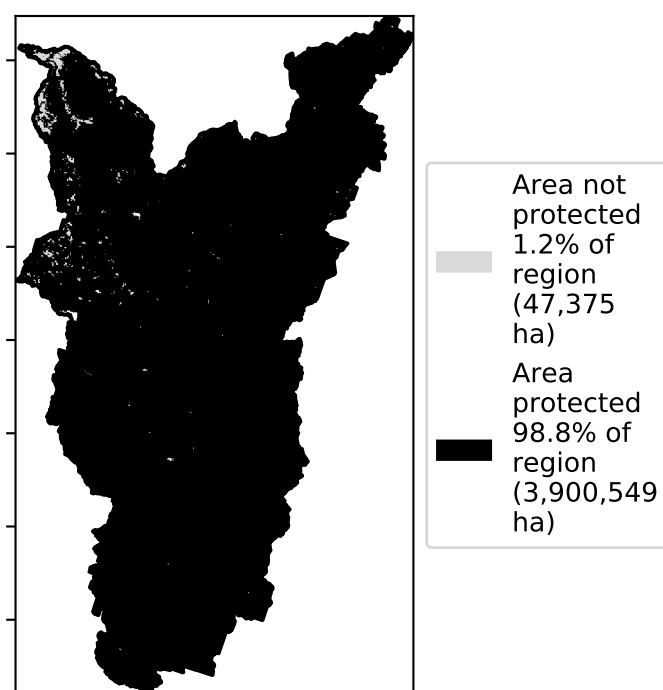 Area not
protected
1.2% of
region
(47,375
ha)
Area
protected
98.8% of
region
(3,900,549
ha)